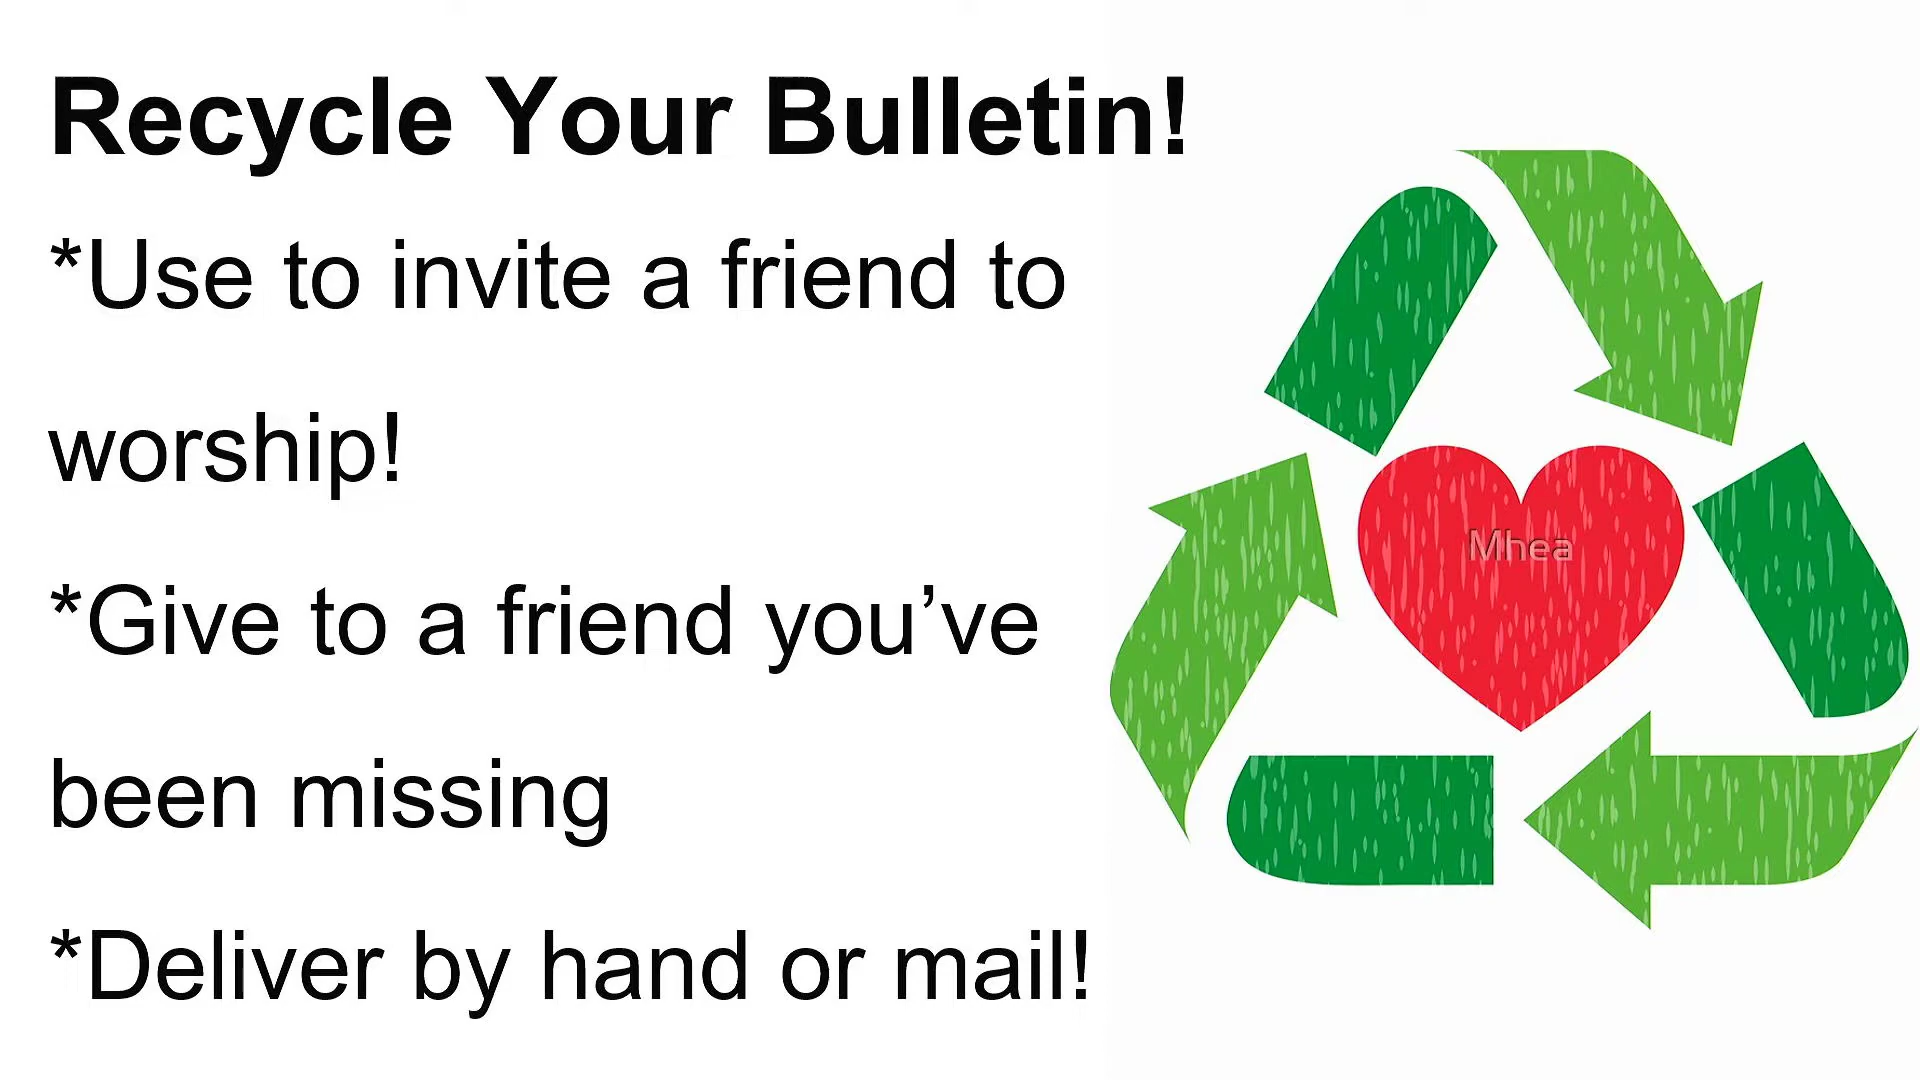 Recycle Your Bulletin!
*Use to invite a friend to
worship!
*Give to a friend you’ve
been missing
*Deliver by hand or mail!
Mhea